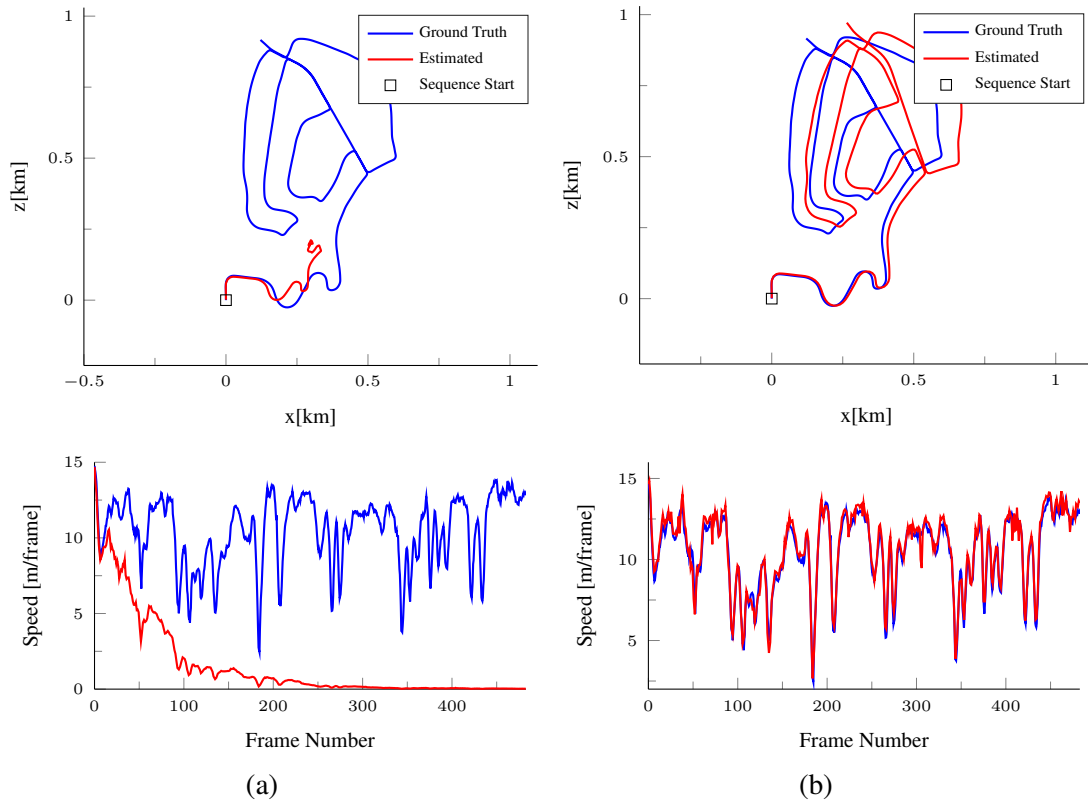 1
0.5
0
z[km]
−0.5
0
0.5
1
x[km]
Ground Truth
Estimated
Sequence Start
1
0.5
0
z[km]
0
0.5
1
x[km]
Ground Truth
Estimated
Sequence Start
15
10
5
0
Speed [m/frame]
0
100
200
300
400
Frame Number
(a)
15
10
5
Speed [m/frame]
0
100
200
300
400
Frame Number
(b)